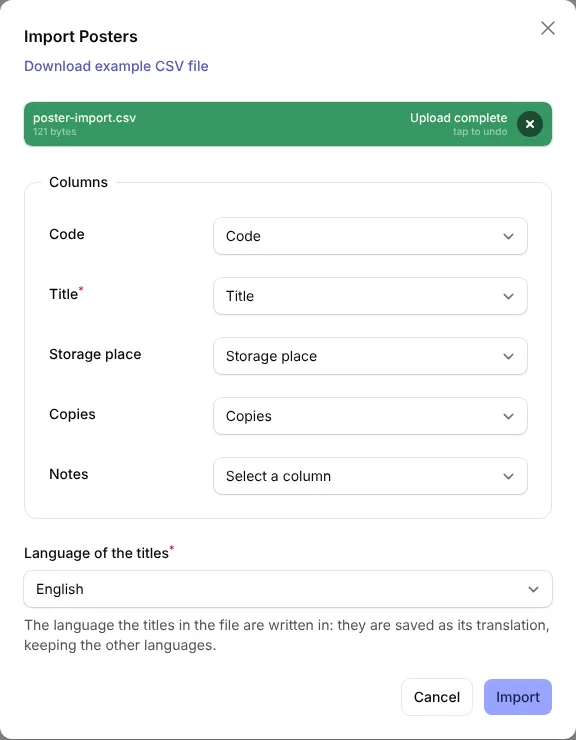 Import Posters
Download example CSV file
poster-import.csv
121 bytes
Upload complete
tap to undo
Columns
Code
Code
Title*
Title
Storage place
Storage place
Copies
Copies
Notes
Select a column
Language of the titles*
English
The language the titles in the file are written in: they are saved as its translation,
keeping the other languages.
Cancel
Import